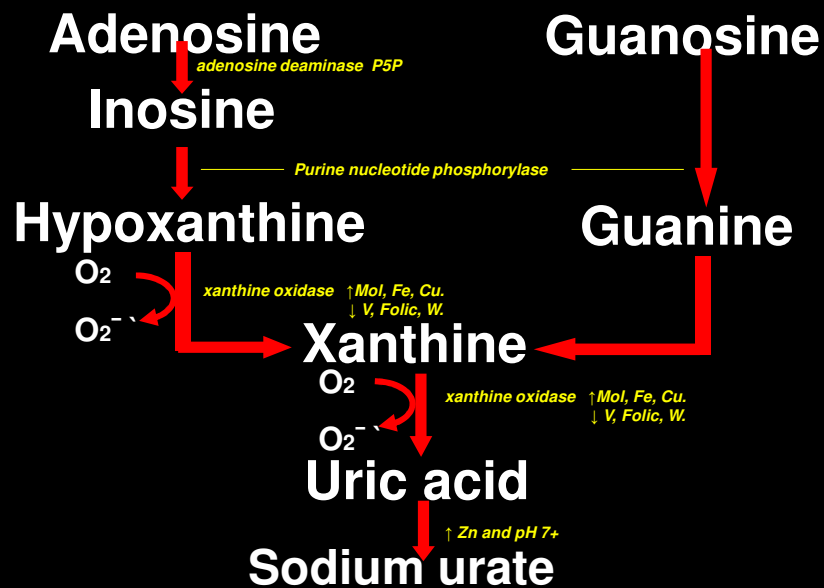 Adenosine
Guanosine
adenosine deaminase P5P
Inosine
Purine nucleotide phosphorylase
Hypoxanthine
Guanine
O2
xanthine oxidase ↑Mol, Fe, Cu.
↓ V, Folic, W.
O2⁻ `
Xanthine
O2
xanthine oxidase ↑Mol, Fe, Cu.
↓ V, Folic, W.
O2⁻ `
Uric acid
↑ Zn and pH 7+
Sodium urate